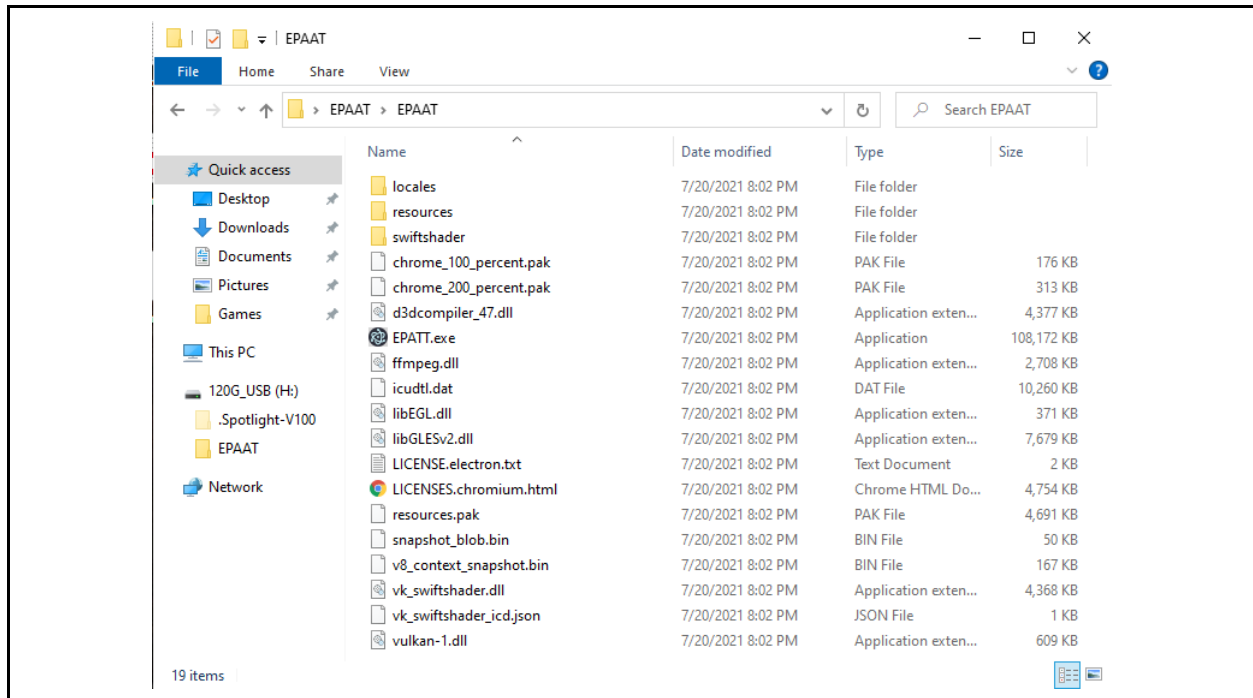 EPAAT
File Home Share View
EPAAT > EPAAT Search EPAAT
Name Date modified Type Size
Quick access
Desktop
Downloads
Documents
Pictures
Games
This PC
120G_USB (H:)
.Spotlight-V100
EPAAT
Network
locales 7/20/2021 8:02 PM File folder
resources 7/20/2021 8:02 PM File folder
swiftshader 7/20/2021 8:02 PM File folder
chrome_100_percent.pak 7/20/2021 8:02 PM PAK File 176 KB
chrome_200_percent.pak 7/20/2021 8:02 PM PAK File 313 KB
d3dcompiler_47.dll 7/20/2021 8:02 PM Application exten... 4,377 KB
EPATT.exe 7/20/2021 8:02 PM Application 108,172 KB
ffmpeg.dll 7/20/2021 8:02 PM Application exten... 2,708 KB
icudtl.dat 7/20/2021 8:02 PM DAT File 10,260 KB
libEGL.dll 7/20/2021 8:02 PM Application exten... 371 KB
libGLESv2.dll 7/20/2021 8:02 PM Application exten... 7,679 KB
LICENSE.electron.txt 7/20/2021 8:02 PM Text Document 2 KB
LICENSES.chromium.html 7/20/2021 8:02 PM Chrome HTML Do... 4,754 KB
resources.pak 7/20/2021 8:02 PM PAK File 4,691 KB
snapshot_blob.bin 7/20/2021 8:02 PM BIN File 50 KB
v8_context_snapshot.bin 7/20/2021 8:02 PM BIN File 167 KB
vk_swiftshader.dll 7/20/2021 8:02 PM Application exten... 4,368 KB
vk_swiftshader_icd.json 7/20/2021 8:02 PM JSON File 1 KB
vulkan-1.dll 7/20/2021 8:02 PM Application exten... 609 KB
19 items